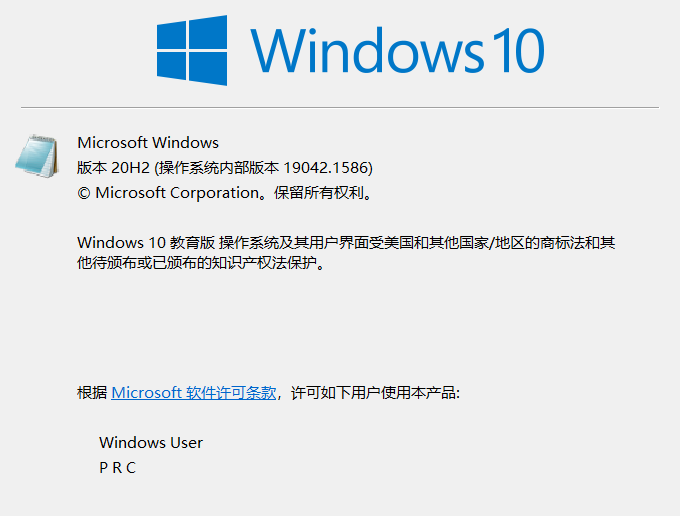 Windows 10
Microsoft Windows
版本 20H2 (操作系统内部版本 19042.1586)
© Microsoft Corporation。保留所有权利。
Windows 10 教育版 操作系统及其用户界面受美国和其他国家/地区的商标法和其
他待颁布或已颁布的知识产权法保护。
根据 Microsoft 软件许可条款，许可如下用户使用本产品:
Windows User
P R C